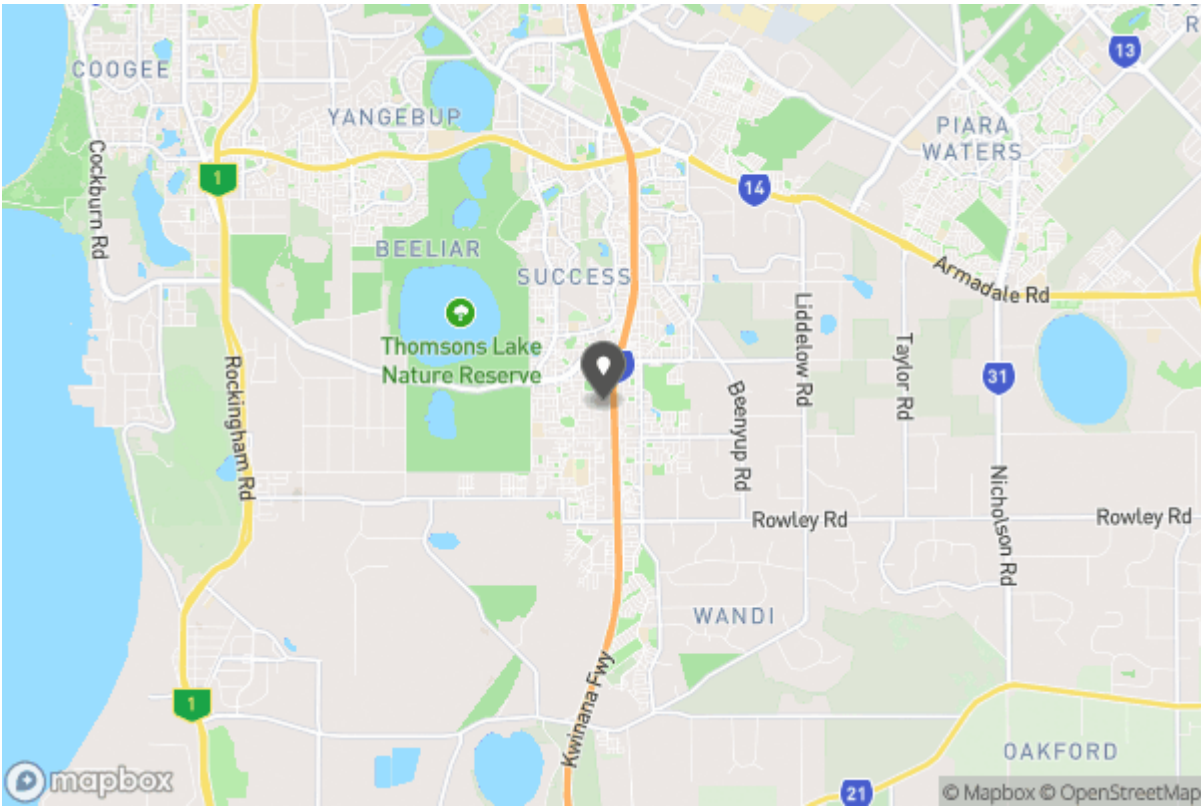 COOGEE
13
YANGEBUP
PIARA
WATERS
Cockburn Rd
1
14
BEELIAR
SUCCESS
Armadale Rd
Thomsons Lake
Nature Reserve
Liddelow Rd
Taylor Rd
31
Rockingham Rd
Beenyup Rd
Nicholson Rd
Rowley Rd
Rowley Rd
WANDI
Kwinana Fwy
1
OAKFORD
mapbox
21
© Mapbox © OpenStreetMap